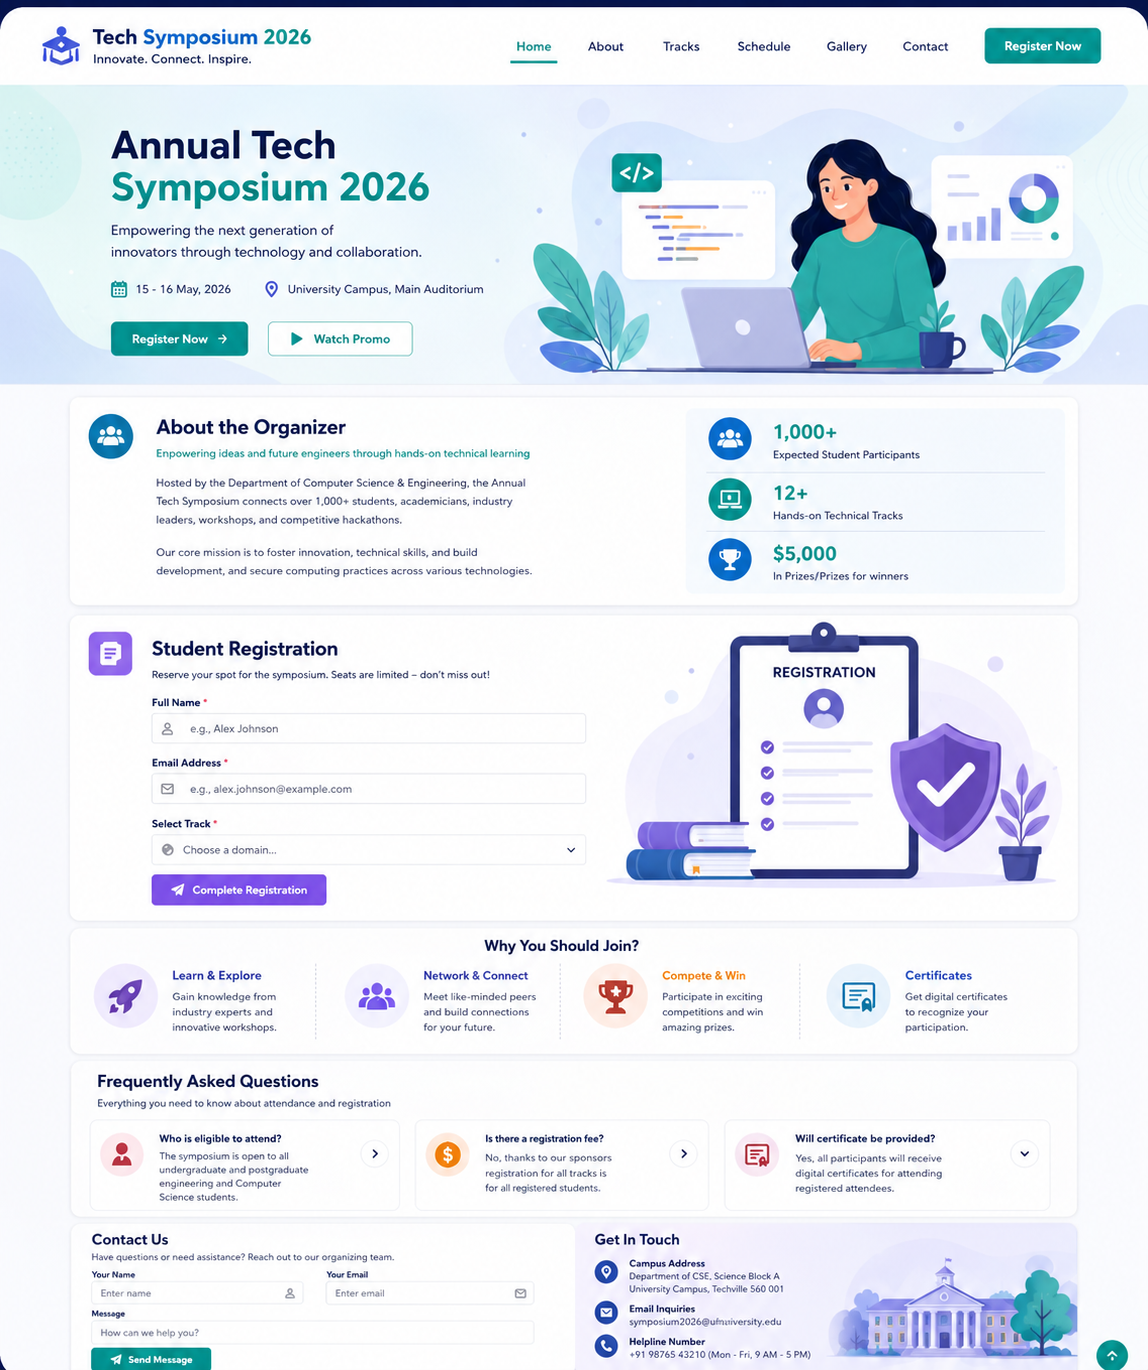 Tech Symposium 2026
Innovate. Connect. Inspire.
Home
About
Tracks
Schedule
Gallery
Contact
Register Now
Annual Tech
Symposium 2026
Empowering the next generation of
innovators through technology and collaboration.
15 - 16 May, 2026
University Campus, Main Auditorium
Register Now →
Watch Promo
</>
About the Organizer
Empowering ideas and future engineers through hands-on technical learning
Hosted by the Department of Computer Science & Engineering, the Annual
Tech Symposium connects over 1,000+ students, academicians, industry
leaders, workshops, and competitive hackathons.
Our core mission is to foster innovation, technical skills, and build
development, and secure computing practices across various technologies.
1,000+
Expected Student Participants
12+
Hands-on Technical Tracks
$5,000
In Prizes/Prizes for winners
Student Registration
Reserve your spot for the symposium. Seats are limited – don't miss out!
Full Name *
e.g., Alex Johnson
Email Address *
e.g., alex.johnson@example.com
Select Track *
Choose a domain...
Complete Registration
REGISTRATION
Why You Should Join?
Learn & Explore
Gain knowledge from
industry experts and
innovative workshops.
Network & Connect
Meet like-minded peers
and build connections
for your future.
Compete & Win
Participate in exciting
competitions and win
amazing prizes.
Certificates
Get digital certificates
to recognize your
participation.
Frequently Asked Questions
Everything you need to know about attendance and registration
Who is eligible to attend?
The symposium is open to all
undergraduate and postgraduate
engineering and Computer
Science students.
Is there a registration fee?
No, thanks to our sponsors
registration for all tracks is
for all registered students.
$
Will certificate be provided?
Yes, all participants will receive
digital certificates for attending
registered attendees.
Contact Us
Have questions or need assistance? Reach out to our organizing team.
Your Name
Enter name
Your Email
Enter email
Message
How can we help you?
Send Message
Get In Touch
Campus Address
Department of CSE, Science Block A
University Campus, Techville 560 001
Email Inquiries
Helpline Number
+91 98765 43210 (Mon - Fri, 9 AM - 5 PM)